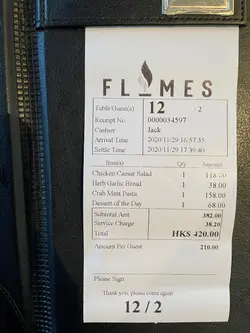 FLAMES
Table/Guest(s) 12 2
Receipt No. 0000034597
Cashier Jack
Arrival Time 2020/11/29 16:57:35
Settle Time 2020/11/29 17:39:40
Item(s) Qty Amount
Chicken Caesar Salad 1 118.00
Herb Garlic Bread 1 38.00
Crab Meat Pasta 1 158.00
Dessert of the Day 1 68.00
Subtotal Amt 382.00
Service Charge 38.20
Total HK$ 420.00
Amount Per Guest 210.00
Please Sign:
Thank you, please come again
12 / 2